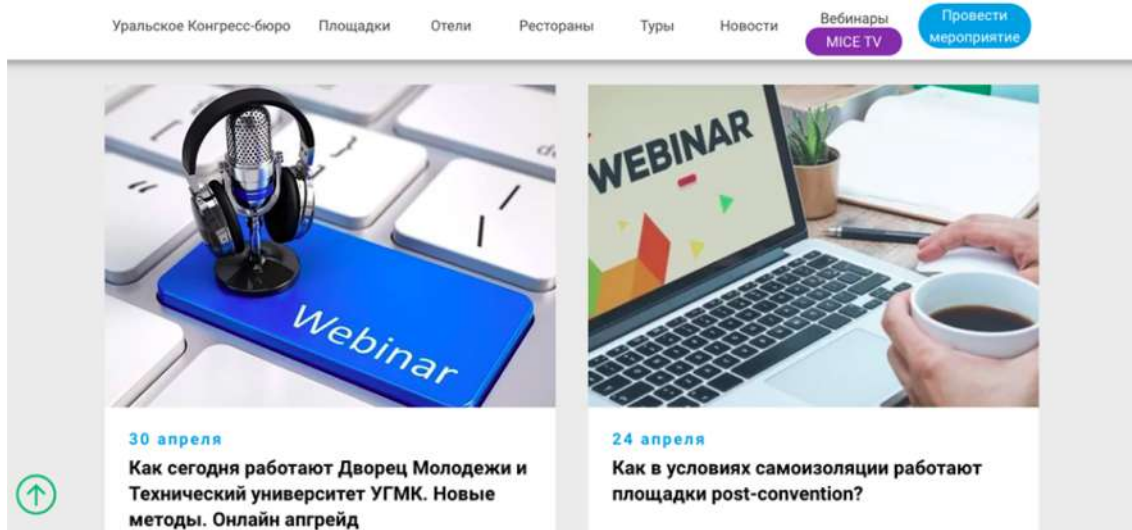 Уральское Конгресс-бюро
Площадки
Отели
Рестораны
Туры
Новости
Вебинары
MICE TV
Провести
мероприятие
Webinar
WEBINAR
30 апреля
Как сегодня работают Дворец Молодежи и
Технический университет УГМК. Новые
методы. Онлайн апгрейд
24 апреля
Как в условиях самоизоляции работают
площадки post-convention?